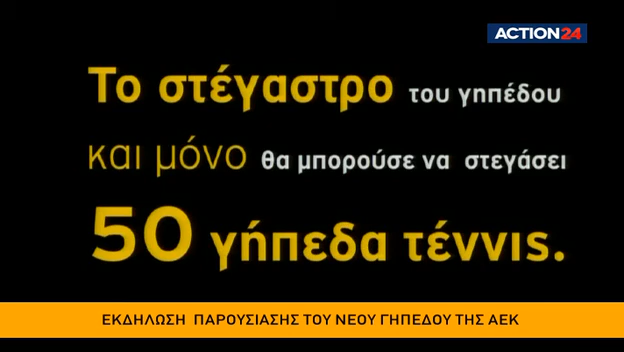 ACTION24
Το στέγαστρο του γηπέδου
και μόνο θα μπορούσε να στεγάσει
50 γήπεδα τέννις.
ΕΚΔΗΛΩΣΗ ΠΑΡΟΥΣΙΑΣΗΣ ΤΟΥ ΝΕΟΥ ΓΗΠΕΔΟΥ ΤΗΣ ΑΕΚ